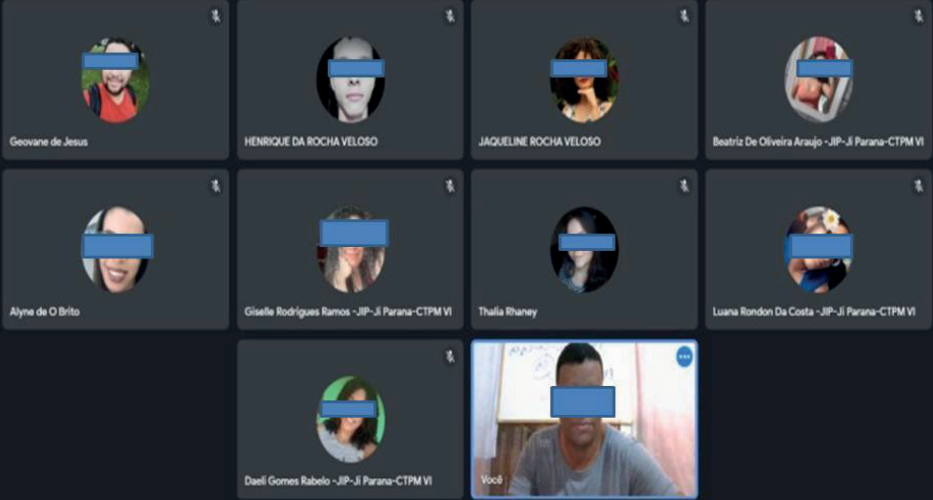 Geovane de Jesus
HENRIQUE DA ROCHA VELOSO
JAQUELINE ROCHA VELOSO
Beatriz De Oliveira Araujo -JIP-Ji Parana-CTPM VI
Alyne de O Brito
Giselle Rodrigues Ramos -JIP-Ji Parana-CTPM VI
Thalia Rhaney
Luana Rondon Da Costa -JIP-Ji Parana-CTPM VI
Daeli Gomes Rabelo -JIP-Ji Parana-CTPM VI
Você